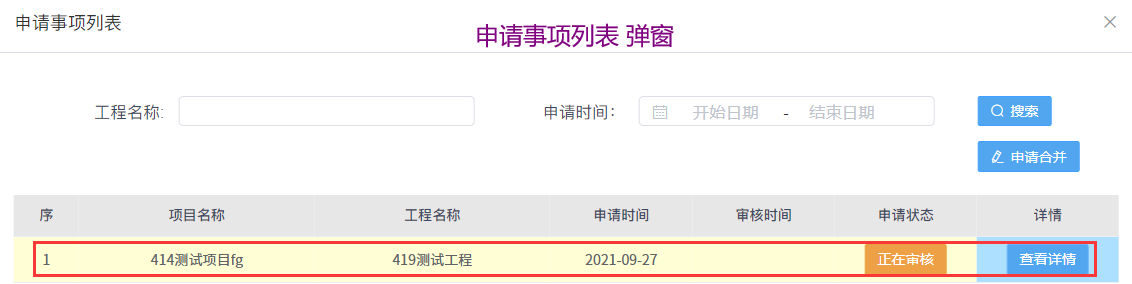 申请事项列表
申请事项列表 弹窗
工程名称:
申请时间：
开始日期 - 结束日期
搜索
申请合并
序 项目名称 工程名称 申请时间 审核时间 申请状态 详情
1 414测试项目fg 419测试工程 2021-09-27 正在审核 查看详情